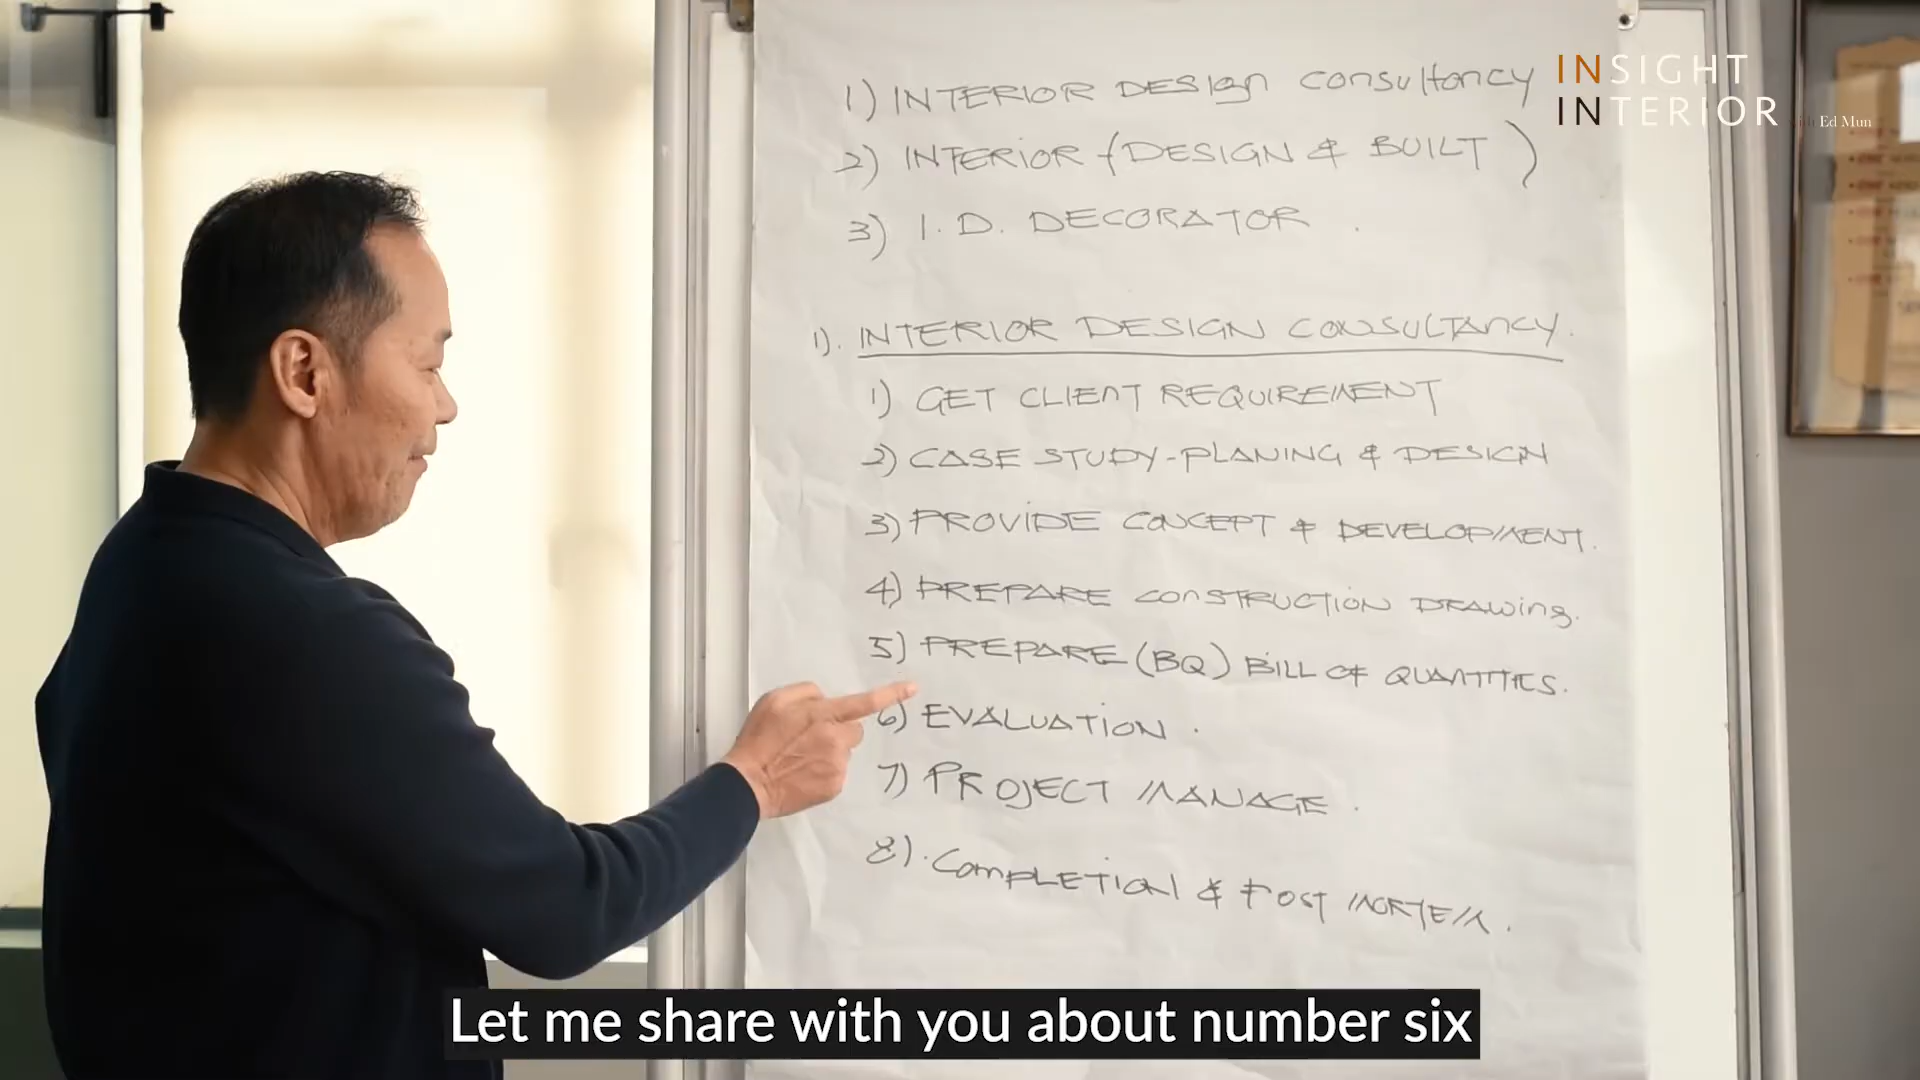 INSIGHT
INTERIOR with Ed Mun
1) INTERIOR DESIgn consultancy
2) INTERIOR (DESIGN & BUILT)
3) I.D. DECORATOR.
1). INTERIOR DESIGN CONSULTANCY.
1) GET CLIENT REQUIREMENT
2) CASE STUDY-PLANING & DESIGN
3) PROVIDE CONCEPT & DEVELOPMENT.
4) PREPARE CONSTRUCTION DRAWing.
5) PREPARE (BQ) BILL OF QUANTITIES.
6) EVALUATION.
7) PROJECT MANAGE.
8). COMPLETION & POST MORTEM.
Let me share with you about number six